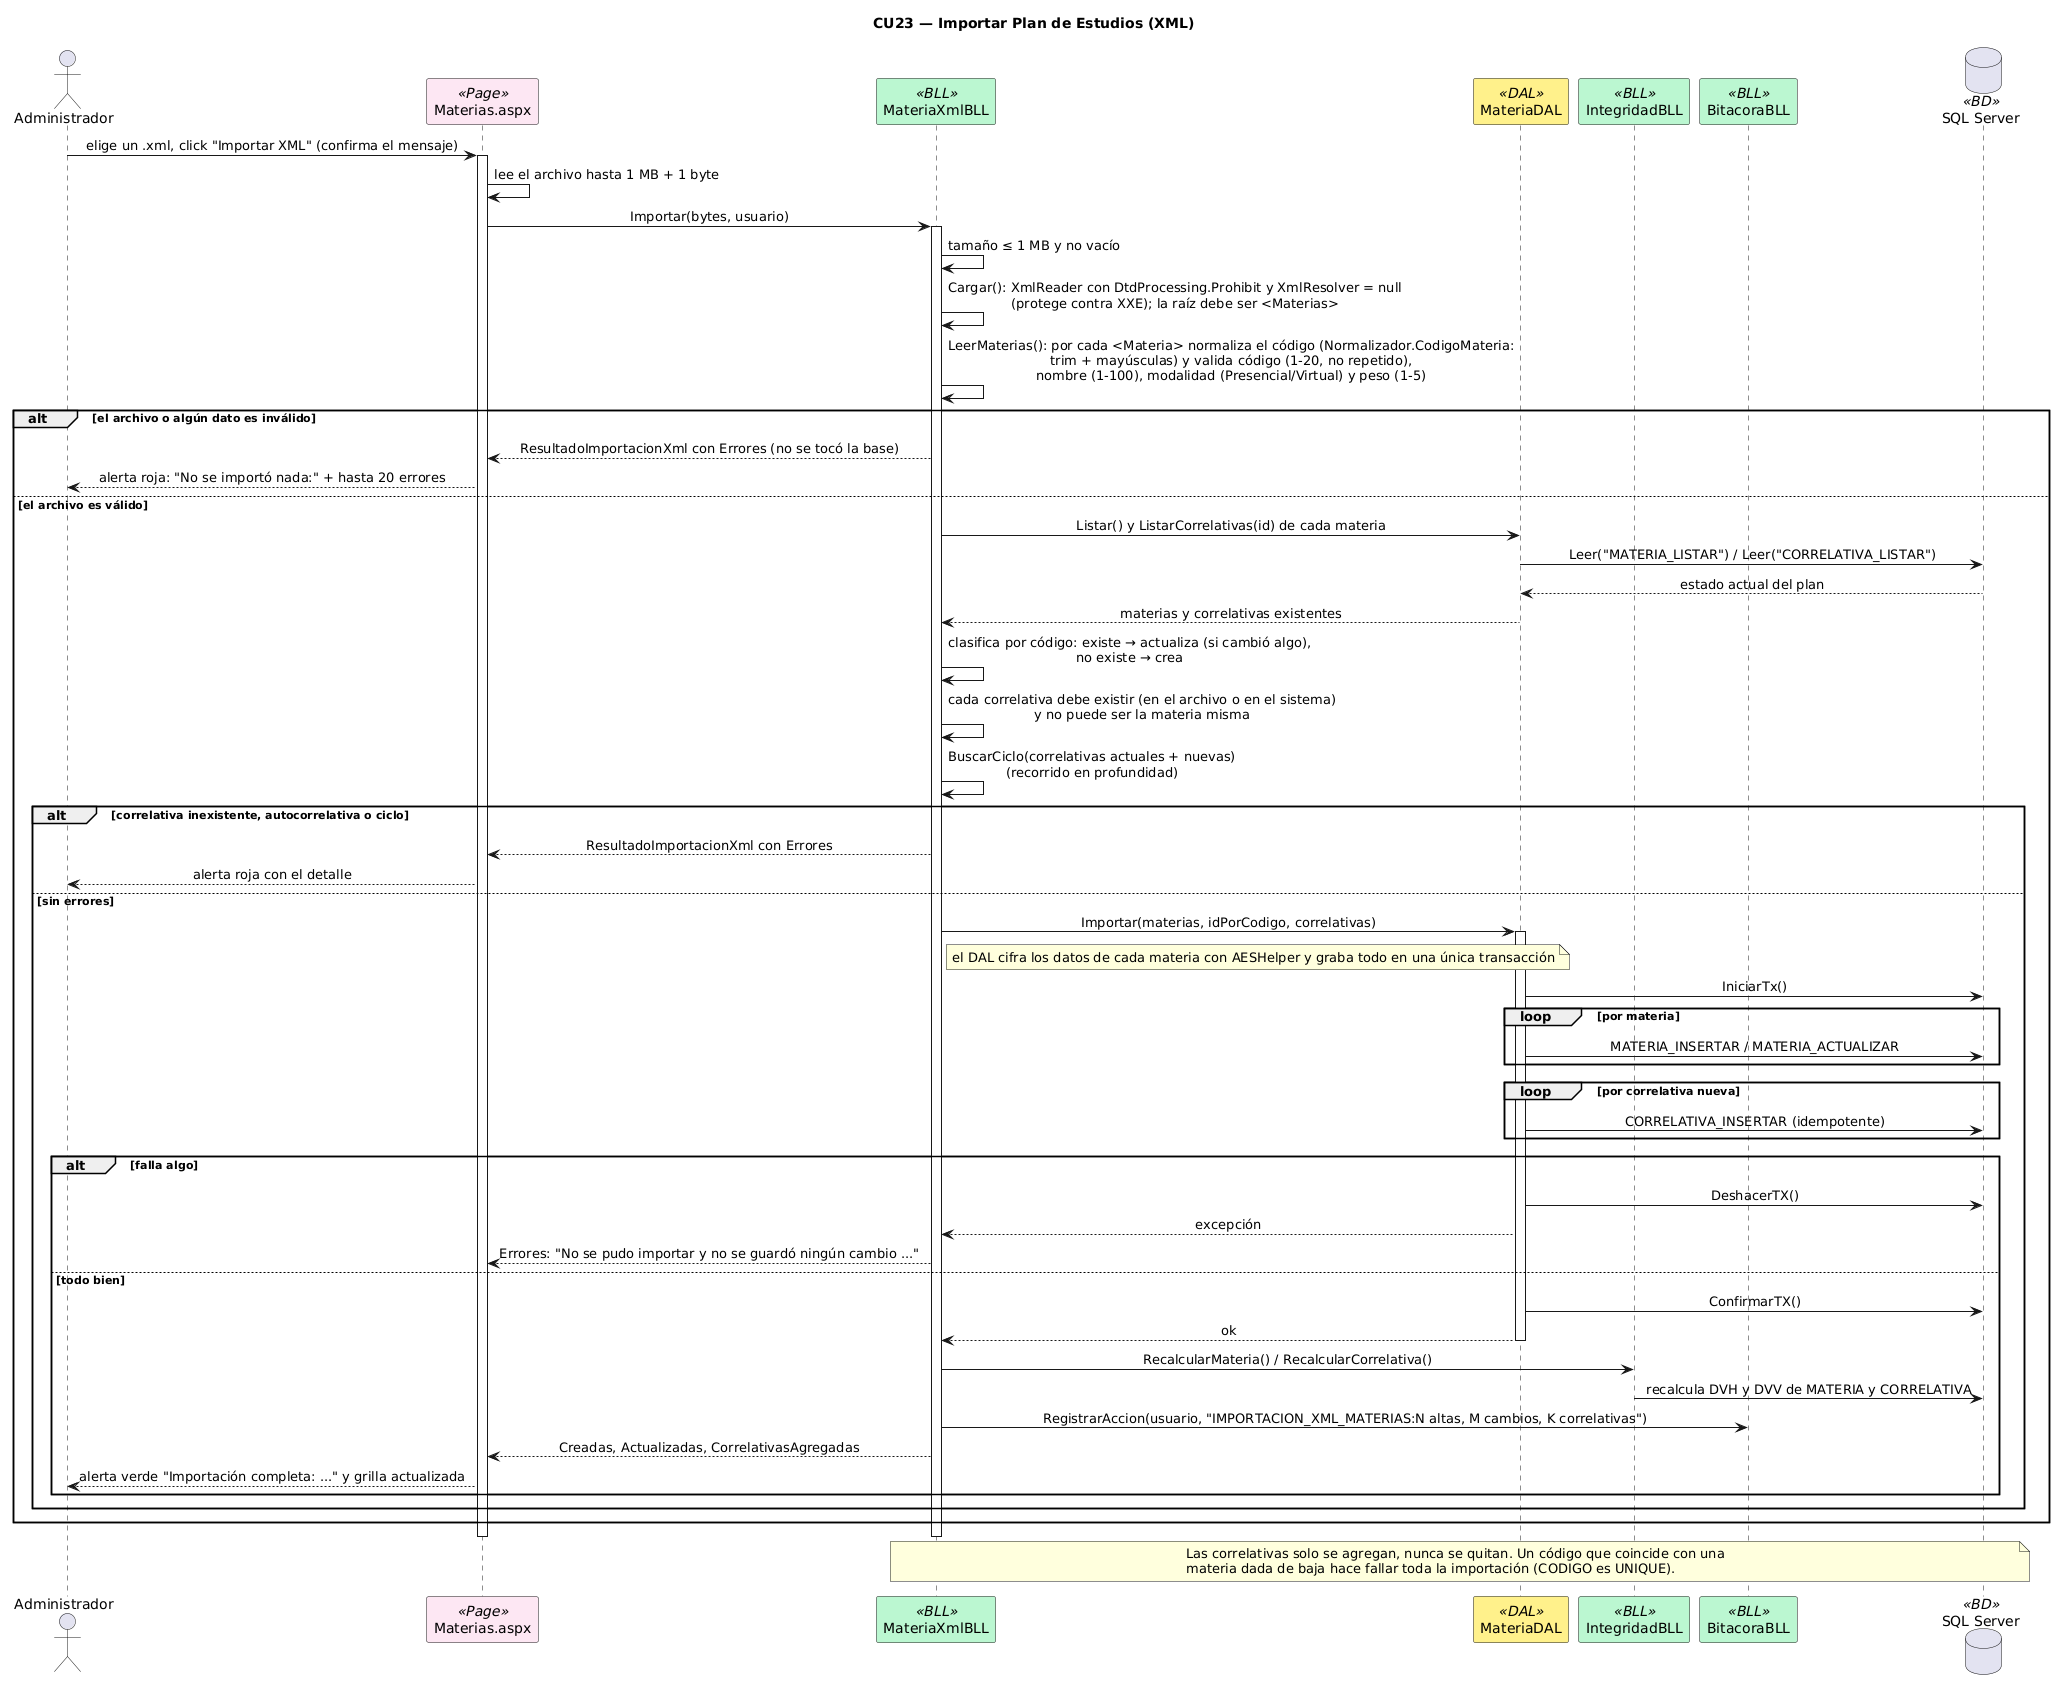 CU23 — Importar Plan de Estudios (XML)
Administrador
«Page»
Materias.aspx
«BLL»
MateriaXmlBLL
«DAL»
MateriaDAL
«BLL»
IntegridadBLL
«BLL»
BitacoraBLL
«BD»
SQL Server
elige un .xml, click "Importar XML" (confirma el mensaje)
lee el archivo hasta 1 MB + 1 byte
Importar(bytes, usuario)
tamaño ≤ 1 MB y no vacío
Cargar(): XmlReader con DtdProcessing.Prohibit y XmlResolver = null
(protege contra XXE); la raíz debe ser <Materias>
LeerMaterias(): por cada <Materia> normaliza el código (Normalizador.CodigoMateria:
trim + mayúsculas) y valida código (1-20, no repetido),
nombre (1-100), modalidad (Presencial/Virtual) y peso (1-5)
alt [el archivo o algún dato es inválido]
ResultadoImportacionXml con Errores (no se tocó la base)
alerta roja: "No se importó nada:" + hasta 20 errores
[el archivo es válido]
Listar() y ListarCorrelativas(id) de cada materia
Leer("MATERIA_LISTAR") / Leer("CORRELATIVA_LISTAR")
estado actual del plan
materias y correlativas existentes
clasifica por código: existe → actualiza (si cambió algo),
no existe → crea
cada correlativa debe existir (en el archivo o en el sistema)
y no puede ser la materia misma
BuscarCiclo(correlativas actuales + nuevas)
(recorrido en profundidad)
alt [correlativa inexistente, autocorrelativa o ciclo]
ResultadoImportacionXml con Errores
alerta roja con el detalle
[sin errores]
Importar(materias, idPorCodigo, correlativas)
el DAL cifra los datos de cada materia con AESHelper y graba todo en una única transacción
IniciarTx()
loop [por materia]
MATERIA_INSERTAR / MATERIA_ACTUALIZAR
loop [por correlativa nueva]
CORRELATIVA_INSERTAR (idempotente)
alt [falla algo]
DeshacerTX()
excepción
Errores: "No se pudo importar y no se guardó ningún cambio ..."
[todo bien]
ConfirmarTX()
ok
RecalcularMateria() / RecalcularCorrelativa()
recalcula DVH y DVV de MATERIA y CORRELATIVA
RegistrarAccion(usuario, "IMPORTACION_XML_MATERIAS:N altas, M cambios, K correlativas")
Creadas, Actualizadas, CorrelativasAgregadas
alerta verde "Importación completa: ..." y grilla actualizada
Las correlativas solo se agregan, nunca se quitan. Un código que coincide con una
materia dada de baja hace fallar toda la importación (CODIGO es UNIQUE).
Administrador
«Page»
Materias.aspx
«BLL»
MateriaXmlBLL
«DAL»
MateriaDAL
«BLL»
IntegridadBLL
«BLL»
BitacoraBLL
«BD»
SQL Server